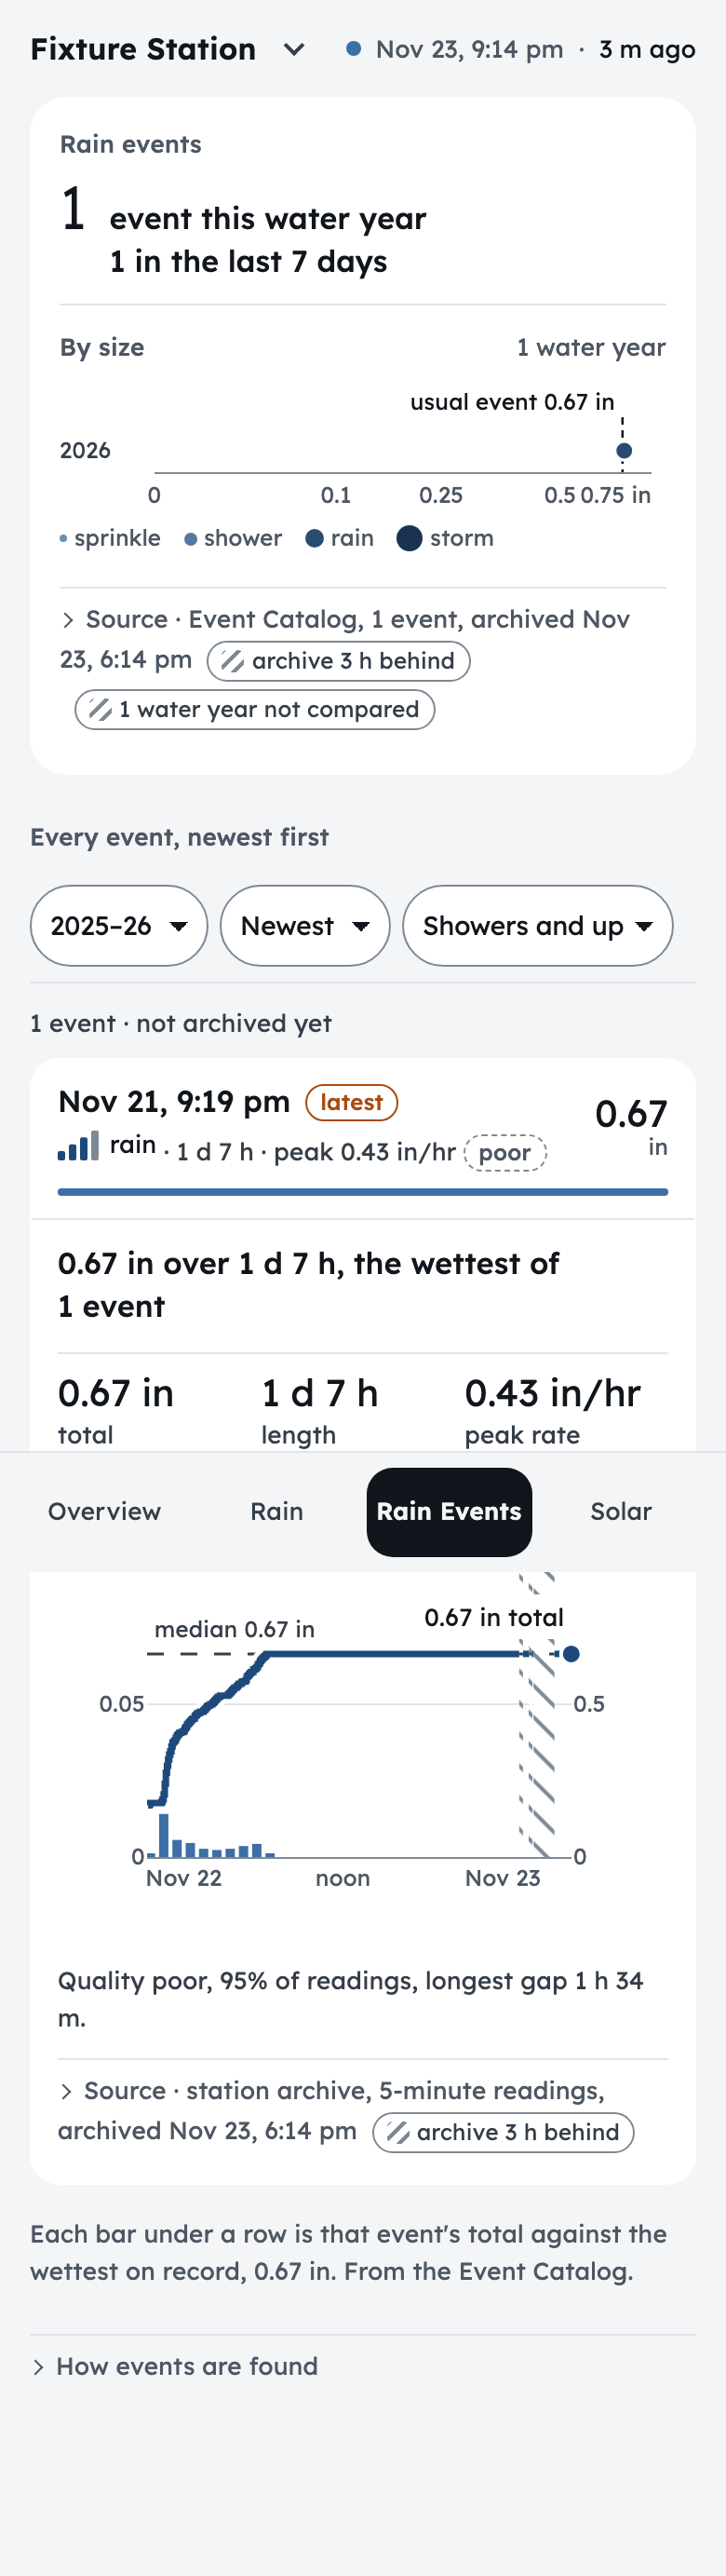 Fixture Station
Nov 23, 9:14 pm · 3 m ago
Rain events
1 event this water year
1 in the last 7 days
By size
1 water year
usual event 0.67 in
2026
0 0.1 0.25 0.5 0.75 in
sprinkle shower rain storm
Source · Event Catalog, 1 event, archived Nov
23, 6:14 pm archive 3 h behind
1 water year not compared
Every event, newest first
2025–26 Newest Showers and up
1 event · not archived yet
Nov 21, 9:19 pm latest
0.67
in
rain · 1 d 7 h · peak 0.43 in/hr poor
0.67 in over 1 d 7 h, the wettest of
1 event
0.67 in 1 d 7 h 0.43 in/hr
total length peak rate
Overview Rain Rain Events Solar
0.67 in total
median 0.67 in
0.05 0.5
0 0
Nov 22 noon Nov 23
Quality poor, 95% of readings, longest gap 1 h 34
m.
Source · station archive, 5-minute readings,
archived Nov 23, 6:14 pm archive 3 h behind
Each bar under a row is that event's total against the
wettest on record, 0.67 in. From the Event Catalog.
How events are found